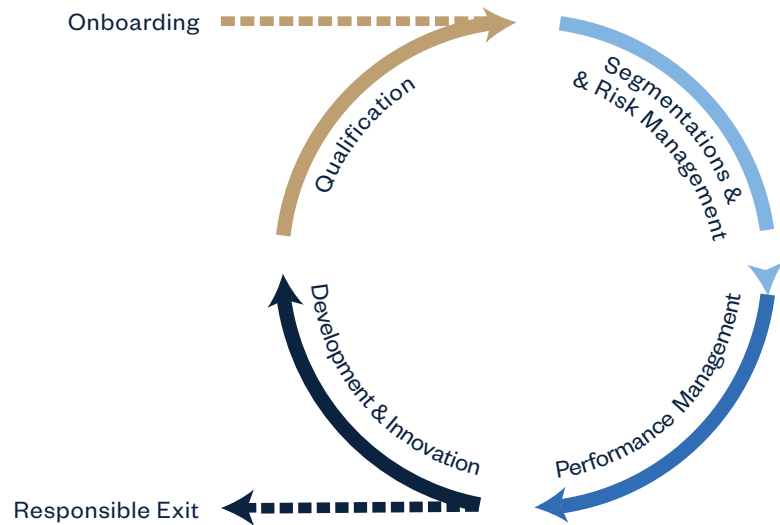 Onboarding
Qualification
Segmentations &
& Risk Management
Performance Management
Development & Innovation
Responsible Exit